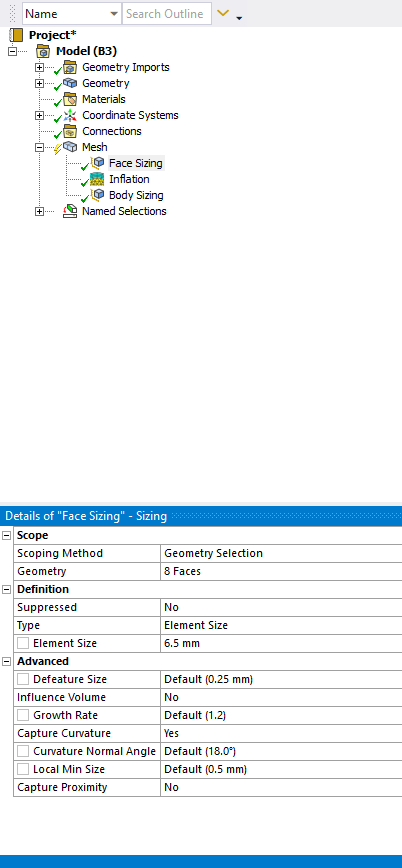 Name Search Outline
Project*
Model (B3)
Geometry Imports
Geometry
Materials
Coordinate Systems
Connections
Mesh
Face Sizing
Inflation
Body Sizing
Named Selections
Details of "Face Sizing" - Sizing
Scope
Scoping Method Geometry Selection
Geometry 8 Faces
Definition
Suppressed No
Type Element Size
Element Size 6.5 mm
Advanced
Defeature Size Default (0.25 mm)
Influence Volume No
Growth Rate Default (1.2)
Capture Curvature Yes
Curvature Normal Angle Default (18.0°)
Local Min Size Default (0.5 mm)
Capture Proximity No